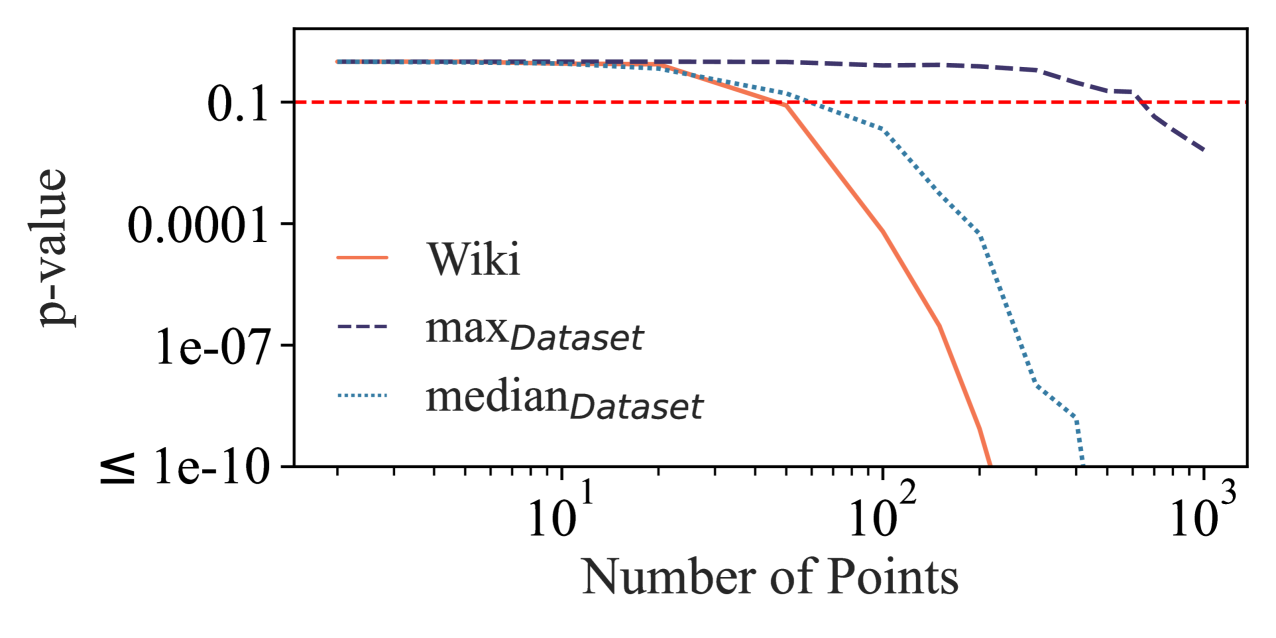 0.1
0.0001
1e-07
≤ 1e-10
p-value
Wiki
max_Dataset
median_Dataset
10^1 10^2 10^3
Number of Points